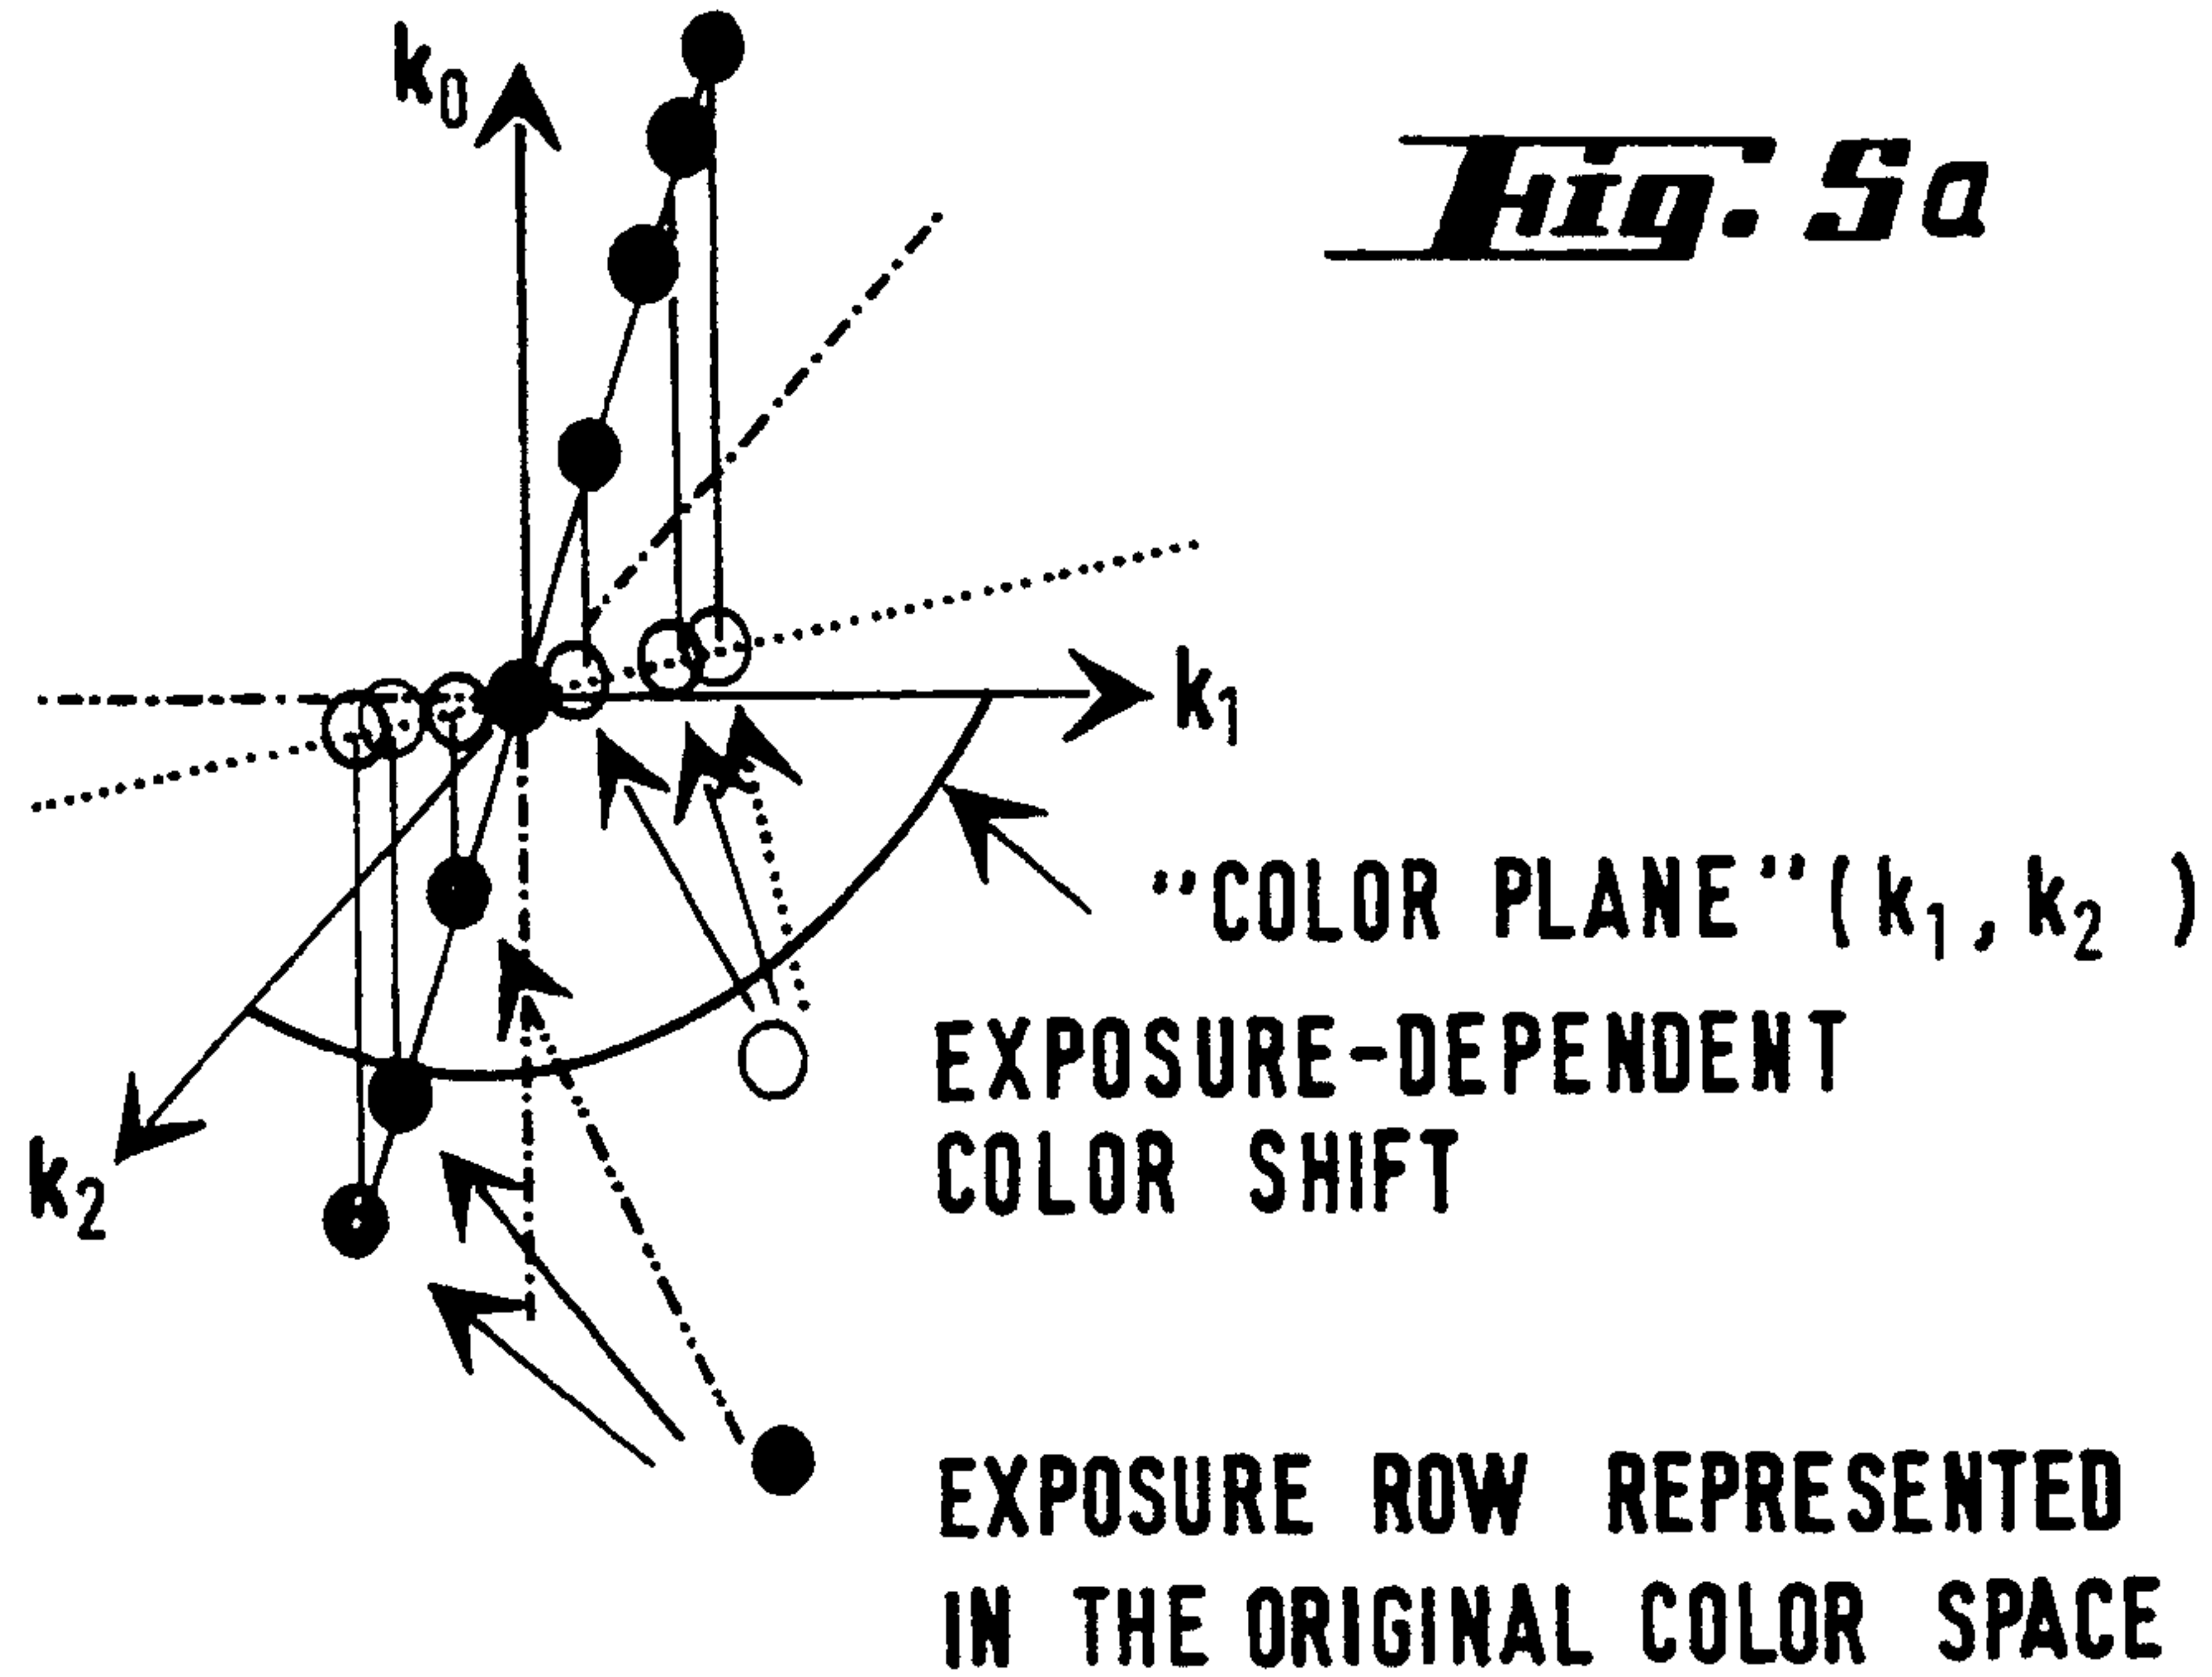 k0
Fig. 5a
k1
"COLOR PLANE" (k1, k2 )
EXPOSURE-DEPENDENT
COLOR SHIFT
k2
EXPOSURE ROW REPRESENTED
IN THE ORIGINAL COLOR SPACE